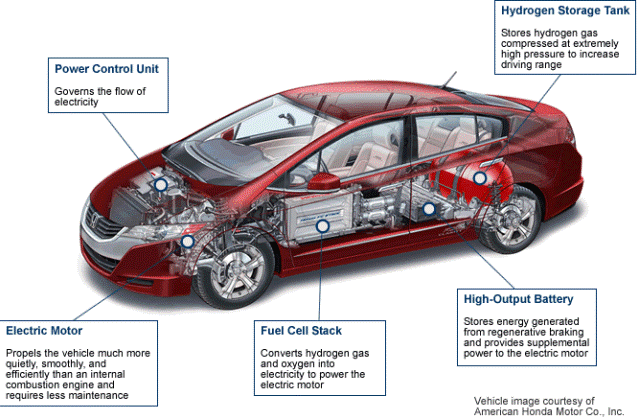 Hydrogen Storage Tank
Stores hydrogen gas
compressed at extremely
high pressure to increase
driving range
Power Control Unit
Governs the flow of
electricity
Electric Motor
Propels the vehicle much more
quietly, smoothly, and
efficiently than an internal
combustion engine and
requires less maintenance
Fuel Cell Stack
Converts hydrogen gas
and oxygen into
electricity to power the
electric motor
High-Output Battery
Stores energy generated
from regenerative braking
and provides supplemental
power to the electric motor
Vehicle image courtesy of
American Honda Motor Co., Inc.